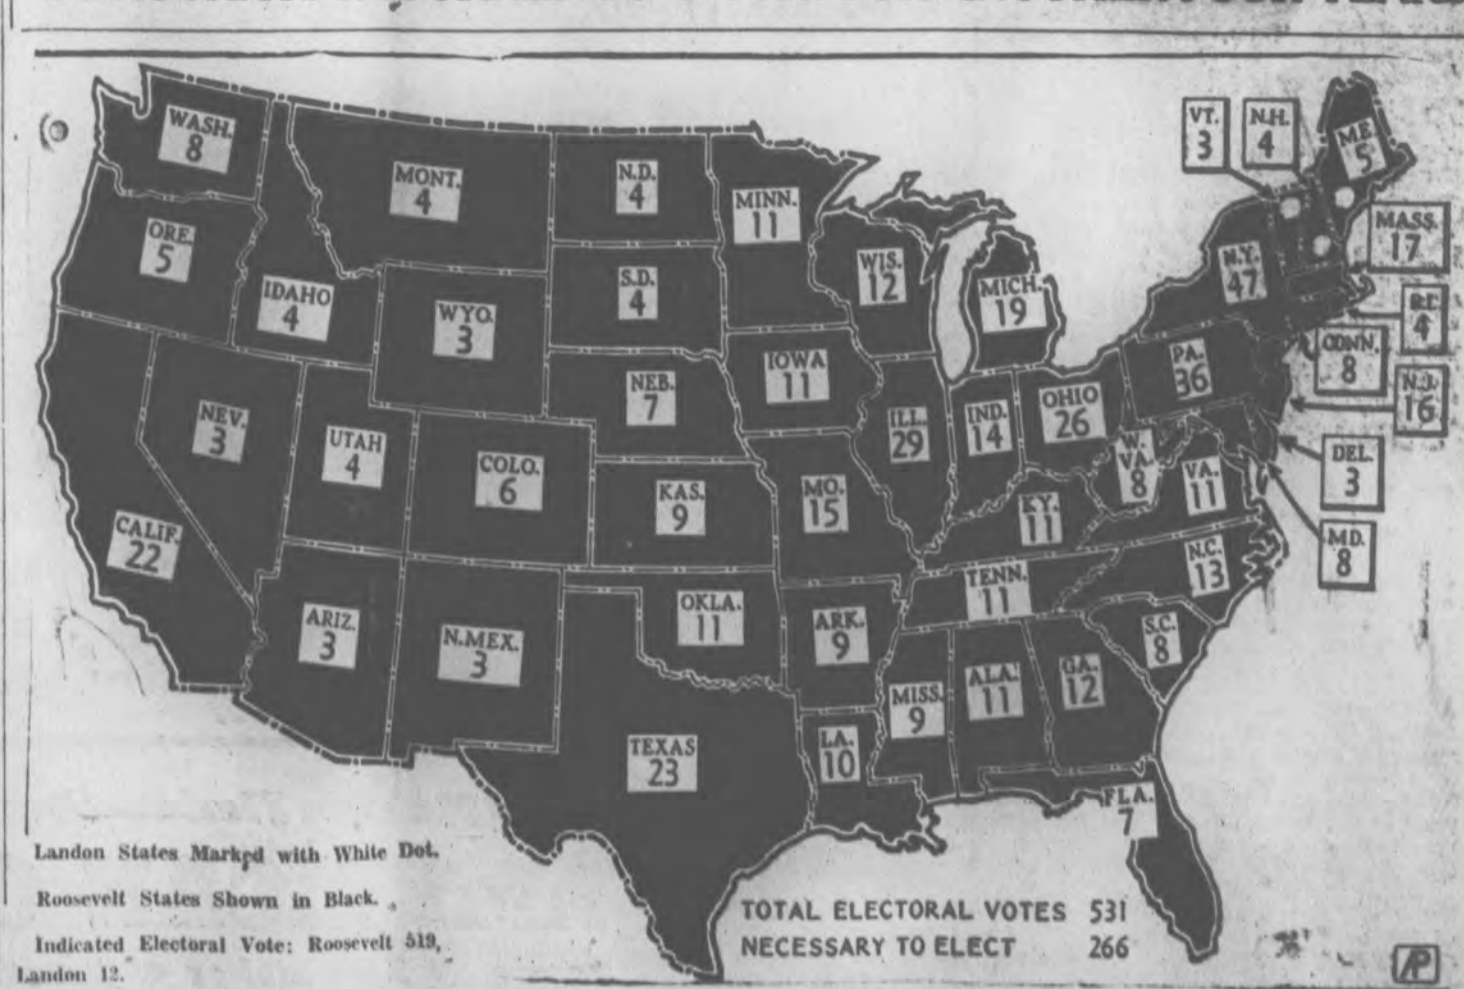 VT.
3
N.H.
4
WASH.
8
ME.
5
MONT.
4
N.D.
4
MINN.
11
MASS.
17
ORE.
5
WIS.
12
N.Y.
47
IDAHO
4
S.D.
4
MICH.
19
WYO.
3
R.I.
4
CONN.
8
PA.
36
IOWA
11
NEB.
7
N.J.
16
OHIO
26
NEV.
3
ILL.
29
IND.
14
UTAH
4
COLO.
6
W.
VA.
8
VA.
11
DEL.
3
KAS.
9
MO.
15
KY.
11
CALIF.
22
MD.
8
N.C.
13
TENN.
11
OKLA.
11
ARIZ.
3
N.MEX.
3
ARK.
9
S.C.
8
MISS.
9
ALA.
11
GA.
12
TEXAS
23
LA.
10
FLA.
7
Landon States Marked with White Dot.
Roosevelt States Shown in Black.
Indicated Electoral Vote: Roosevelt 519,
Landon 12.
TOTAL ELECTORAL VOTES 531
NECESSARY TO ELECT 266
AP